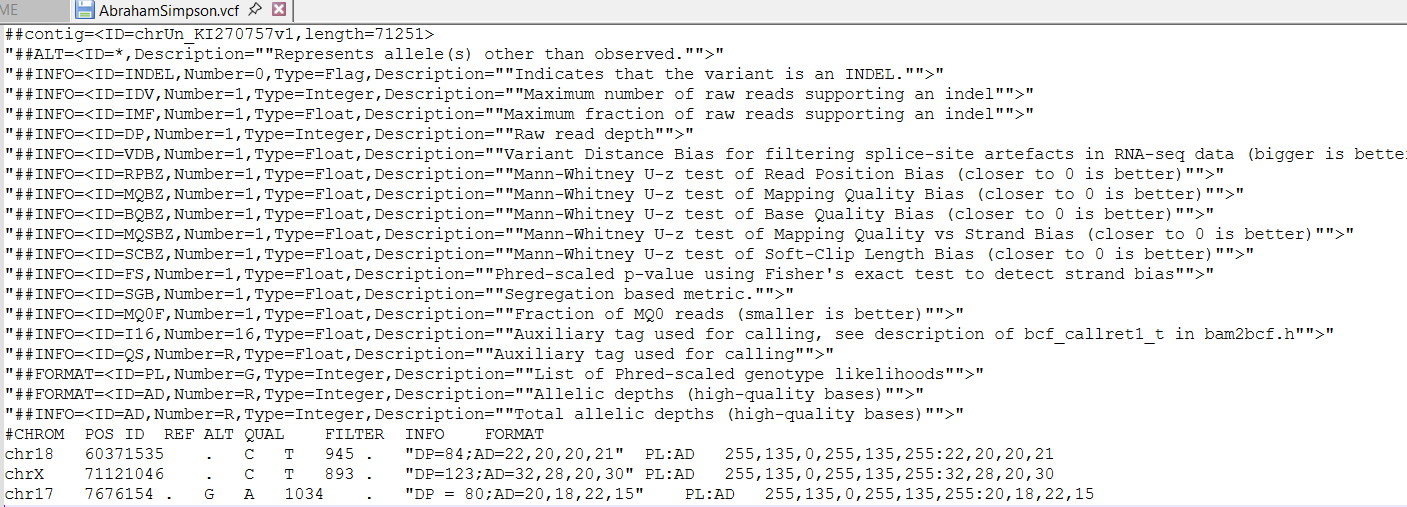 ME
AbrahamSimpson.vcf
##contig=<ID=chrUn_KI270757v1,length=71251>
"##ALT=<ID=*,Description=""Represents allele(s) other than observed."">"
"##INFO=<ID=INDEL,Number=0,Type=Flag,Description=""Indicates that the variant is an INDEL."">"
"##INFO=<ID=IDV,Number=1,Type=Integer,Description=""Maximum number of raw reads supporting an indel"">"
"##INFO=<ID=IMF,Number=1,Type=Float,Description=""Maximum fraction of raw reads supporting an indel"">"
"##INFO=<ID=DP,Number=1,Type=Integer,Description=""Raw read depth"">"
"##INFO=<ID=VDB,Number=1,Type=Float,Description=""Variant Distance Bias for filtering splice-site artefacts in RNA-seq data (bigger is bette
"##INFO=<ID=RPBZ,Number=1,Type=Float,Description=""Mann-Whitney U-z test of Read Position Bias (closer to 0 is better)"">"
"##INFO=<ID=MQBZ,Number=1,Type=Float,Description=""Mann-Whitney U-z test of Mapping Quality Bias (closer to 0 is better)"">"
"##INFO=<ID=BQBZ,Number=1,Type=Float,Description=""Mann-Whitney U-z test of Base Quality Bias (closer to 0 is better)"">"
"##INFO=<ID=MQSBZ,Number=1,Type=Float,Description=""Mann-Whitney U-z test of Mapping Quality vs Strand Bias (closer to 0 is better)"">"
"##INFO=<ID=SCBZ,Number=1,Type=Float,Description=""Mann-Whitney U-z test of Soft-Clip Length Bias (closer to 0 is better)"">"
"##INFO=<ID=FS,Number=1,Type=Float,Description=""Phred-scaled p-value using Fisher's exact test to detect strand bias"">"
"##INFO=<ID=SGB,Number=1,Type=Float,Description=""Segregation based metric."">"
"##INFO=<ID=MQ0F,Number=1,Type=Float,Description=""Fraction of MQ0 reads (smaller is better)"">"
"##INFO=<ID=I16,Number=16,Type=Float,Description=""Auxiliary tag used for calling, see description of bcf_callret1_t in bam2bcf.h"">"
"##INFO=<ID=QS,Number=R,Type=Float,Description=""Auxiliary tag used for calling"">"
"##FORMAT=<ID=PL,Number=G,Type=Integer,Description=""List of Phred-scaled genotype likelihoods"">"
"##FORMAT=<ID=AD,Number=R,Type=Integer,Description=""Allelic depths (high-quality bases)"">"
"##INFO=<ID=AD,Number=R,Type=Integer,Description=""Total allelic depths (high-quality bases)"">"
#CHROM POS ID REF ALT QUAL FILTER INFO FORMAT
chr18 60371535 . C T 945 . "DP=84;AD=22,20,20,21" PL:AD 255,135,0,255,135,255:22,20,20,21
chrX 71121046 . C T 893 . "DP=123;AD=32,28,20,30" PL:AD 255,135,0,255,135,255:32,28,20,30
chr17 7676154 . G A 1034 . "DP = 80;AD=20,18,22,15" PL:AD 255,135,0,255,135,255:20,18,22,15